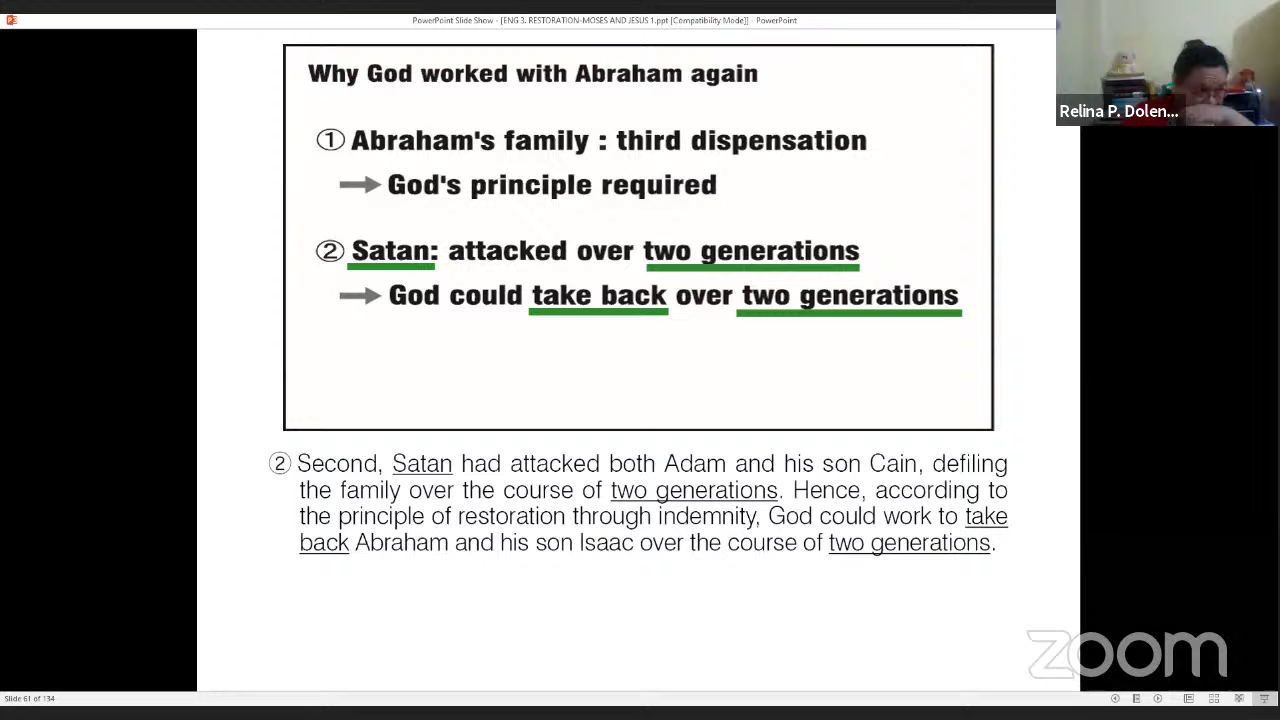 PowerPoint Slide Show - [ENG 3. RESTORATION-MOSES AND JESUS 1.ppt [Compatibility Mode]] - PowerPoint
Relina P. Dolen...
Why God worked with Abraham again
① Abraham's family : third dispensation
→ God's principle required
② Satan: attacked over two generations
→ God could take back over two generations
② Second, Satan had attacked both Adam and his son Cain, defiling
the family over the course of two generations. Hence, according to
the principle of restoration through indemnity, God could work to take
back Abraham and his son Isaac over the course of two generations.
zoom
Slide 61 of 134